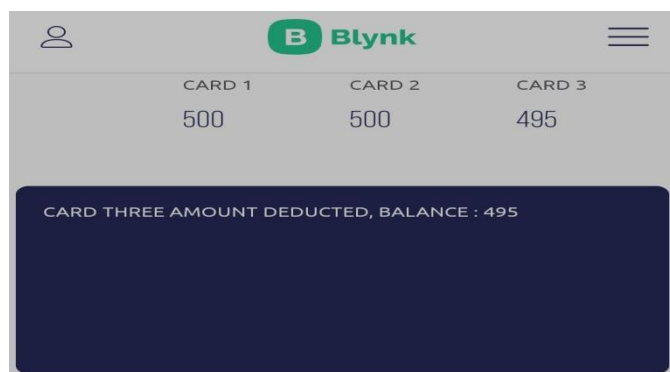 B Blynk
CARD 1 CARD 2 CARD 3
500 500 495
CARD THREE AMOUNT DEDUCTED, BALANCE : 495